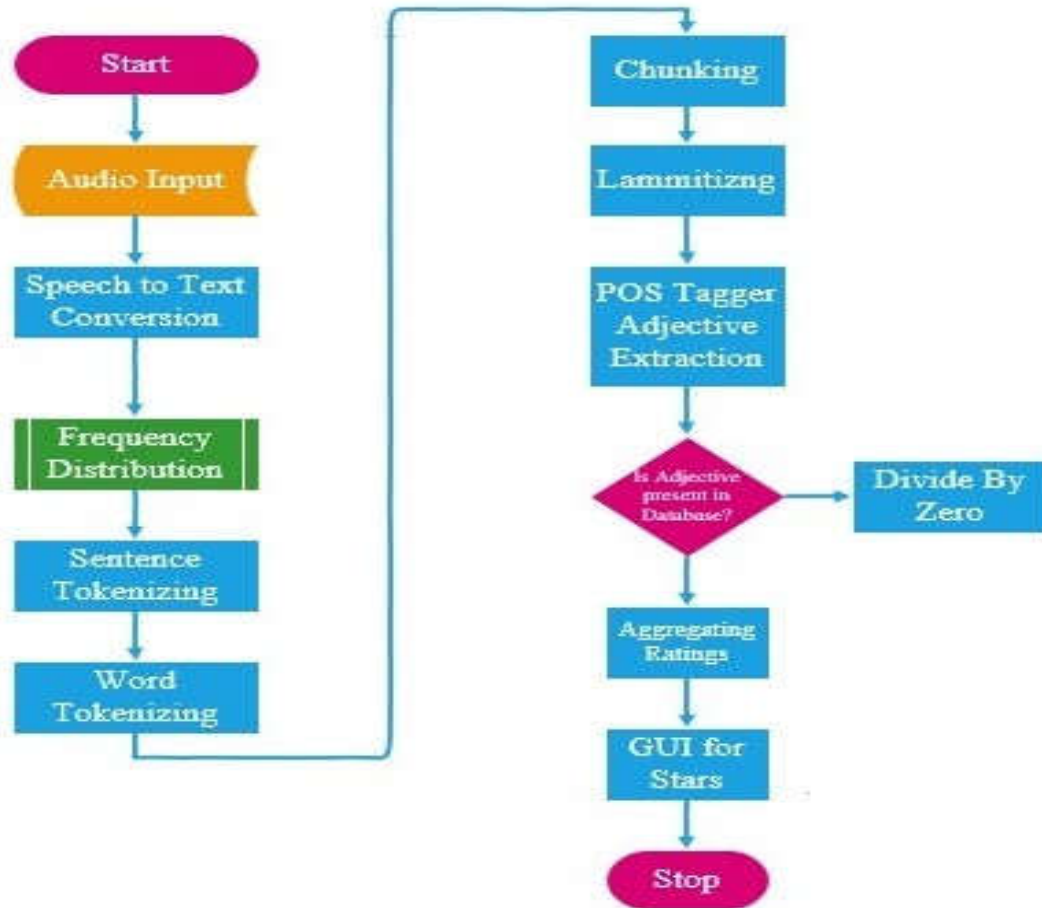 Start
Audio Input
Speech to Text
Conversion
Frequency
Distribution
Sentence
Tokenizing
Word
Tokenizing
Chunking
Lammitizng
POS Tagger
Adjective
Extraction
Is Adjective
present in
Database?
Divide By
Zero
Aggregating
Ratings
GUI for
Stars
Stop